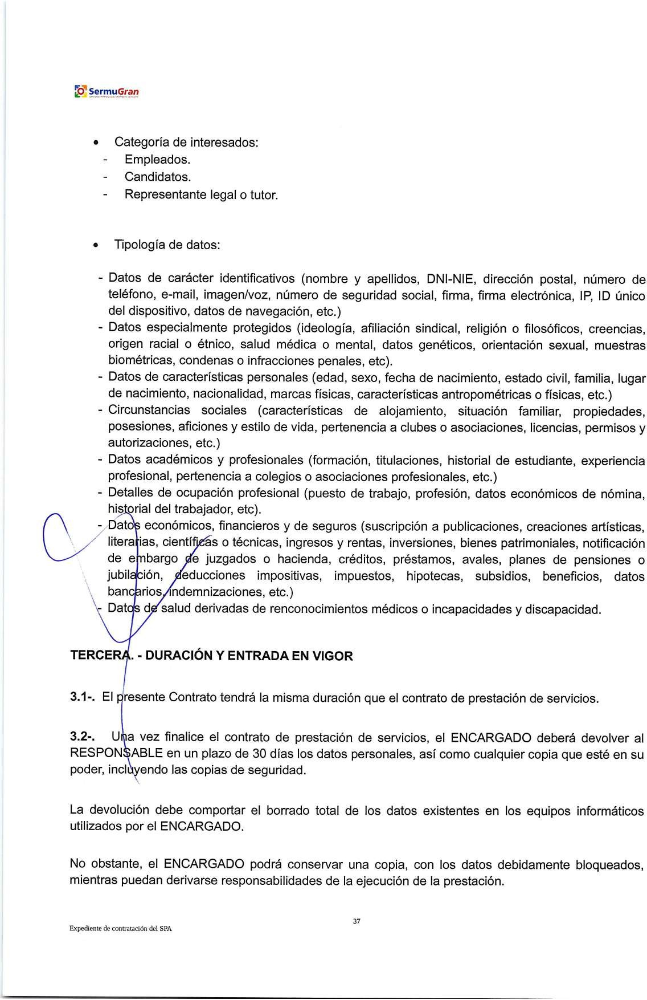 SermuGran
• Categoría de interesados:
- Empleados.
- Candidatos.
- Representante legal o tutor.
• Tipología de datos:
- Datos de carácter identificativos (nombre y apellidos, DNI-NIE, dirección postal, número de
teléfono, e-mail, imagen/voz, número de seguridad social, firma, firma electrónica, IP, ID único
del dispositivo, datos de navegación, etc.)
- Datos especialmente protegidos (ideología, afiliación sindical, religión o filosóficos, creencias,
origen racial o étnico, salud médica o mental, datos genéticos, orientación sexual, muestras
biométricas, condenas o infracciones penales, etc).
- Datos de características personales (edad, sexo, fecha de nacimiento, estado civil, familia, lugar
de nacimiento, nacionalidad, marcas físicas, características antropométricas o físicas, etc.)
- Circunstancias sociales (características de alojamiento, situación familiar, propiedades,
posesiones, aficiones y estilo de vida, pertenencia a clubes o asociaciones, licencias, permisos y
autorizaciones, etc.)
- Datos académicos y profesionales (formación, titulaciones, historial de estudiante, experiencia
profesional, pertenencia a colegios o asociaciones profesionales, etc.)
- Detalles de ocupación profesional (puesto de trabajo, profesión, datos económicos de nómina,
historial del trabajador, etc).
- Datos económicos, financieros y de seguros (suscripción a publicaciones, creaciones artísticas,
literarias, científicas o técnicas, ingresos y rentas, inversiones, bienes patrimoniales, notificación
de embargo de juzgados o hacienda, créditos, préstamos, avales, planes de pensiones o
jubilación, deducciones impositivas, impuestos, hipotecas, subsidios, beneficios, datos
bancarios, indemnizaciones, etc.)
- Datos de salud derivadas de renconocimientos médicos o incapacidades y discapacidad.
TERCERA. - DURACIÓN Y ENTRADA EN VIGOR
3.1-. El presente Contrato tendrá la misma duración que el contrato de prestación de servicios.
3.2-. Una vez finalice el contrato de prestación de servicios, el ENCARGADO deberá devolver al
RESPONSABLE en un plazo de 30 días los datos personales, así como cualquier copia que esté en su
poder, incluyendo las copias de seguridad.
La devolución debe comportar el borrado total de los datos existentes en los equipos informáticos
utilizados por el ENCARGADO.
No obstante, el ENCARGADO podrá conservar una copia, con los datos debidamente bloqueados,
mientras puedan derivarse responsabilidades de la ejecución de la prestación.
37
Expediente de contratación del SPA